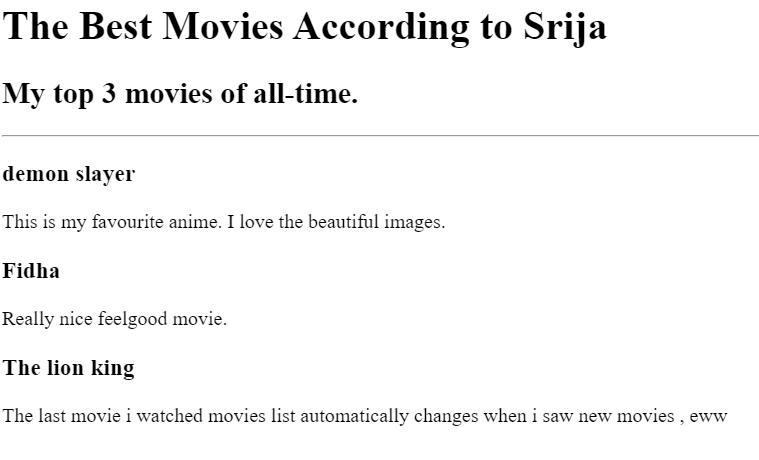 The Best Movies According to Srija
My top 3 movies of all-time.
demon slayer
This is my favourite anime. I love the beautiful images.
Fidha
Really nice feelgood movie.
The lion king
The last movie i watched movies list automatically changes when i saw new movies , eww